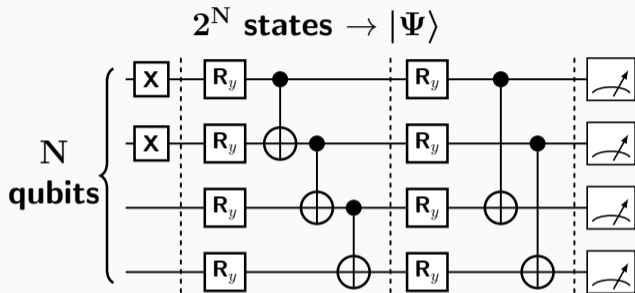 2^N states → |Ψ⟩
X R_y R_y
N X R_y R_y
qubits R_y R_y
R_y R_y